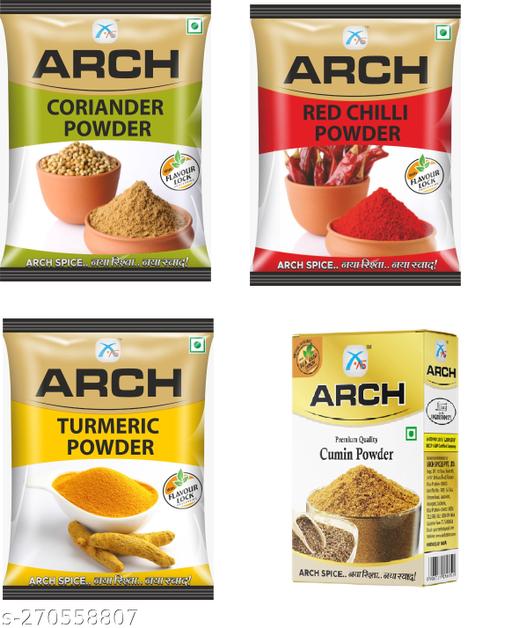 ARCH
CORIANDER
POWDER
FLAVOUR
LOCK
ARCH SPICE.. नया रिश्ता.. नया स्वाद!
ARCH
RED CHILLI
POWDER
FLAVOUR
LOCK
ARCH SPICE.. नया रिश्ता.. नया स्वाद!
ARCH
TURMERIC
POWDER
FLAVOUR
LOCK
ARCH SPICE.. नया रिश्ता.. नया स्वाद!
ARCH
Premium Quality
Cumin Powder
ARCH SPICE.. नया रिश्ता.. नया स्वाद!
ARCH
s-270558807